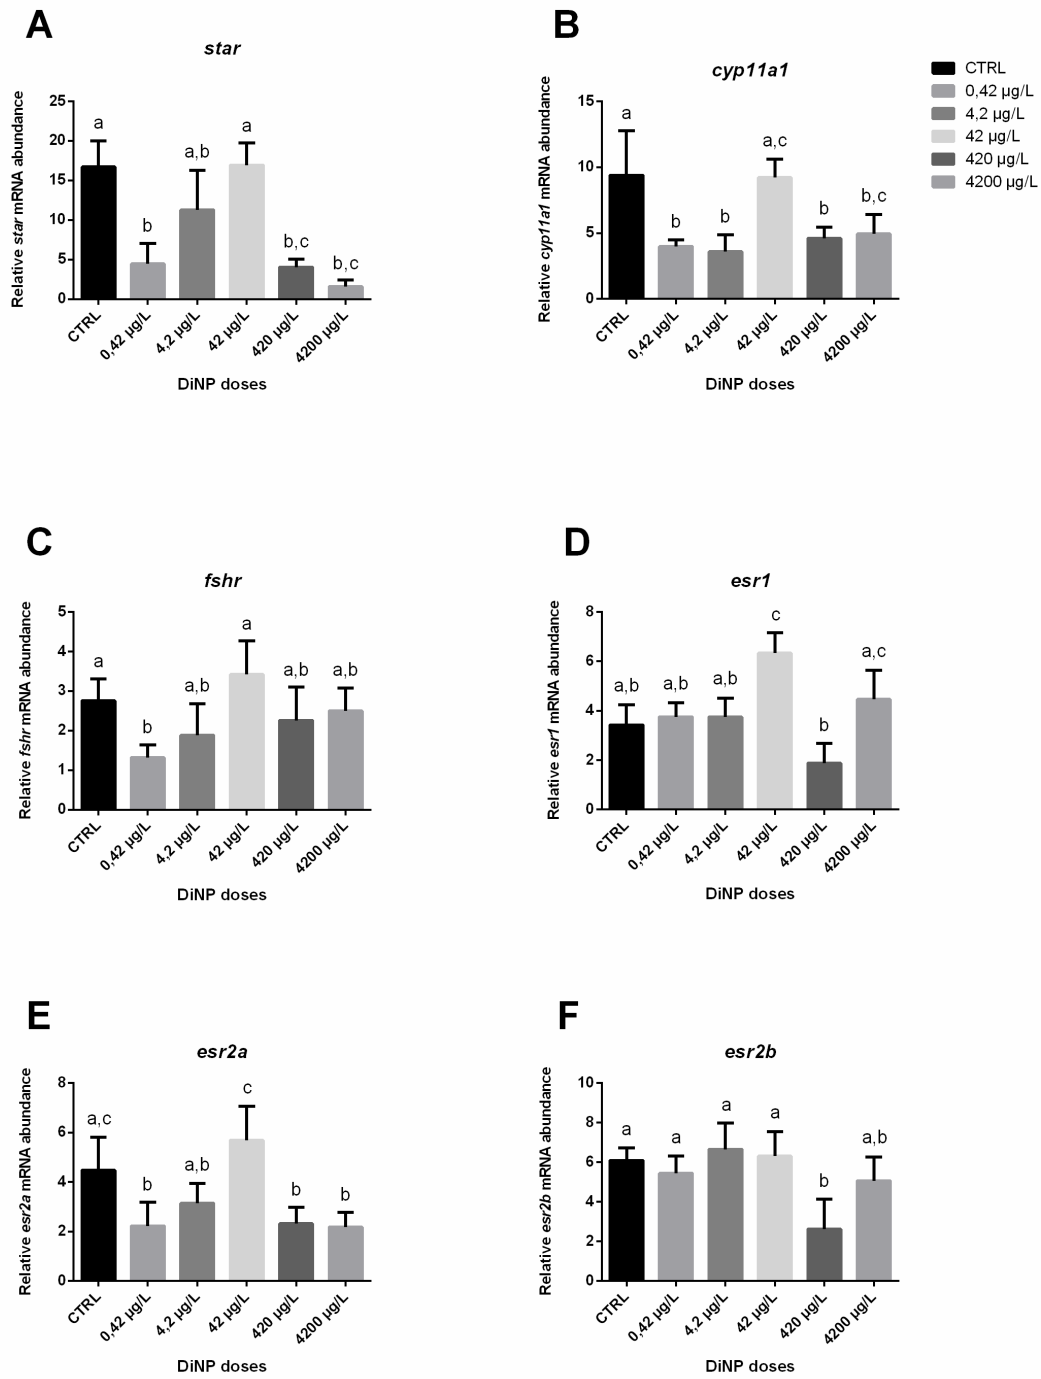 A
star
Relative star mRNA abundance
25
20
15
10
5
0
a
b
a,b
a
b,c
b,c
CTRL
0,42 µg/L
4,2 µg/L
42 µg/L
420 µg/L
4200 µg/L
DiNP doses
B
cyp11a1
Relative cyp11a1 mRNA abundance
15
10
5
0
a
b
b
a,c
b
b,c
CTRL
0,42 µg/L
4,2 µg/L
42 µg/L
420 µg/L
4200 µg/L
DiNP doses
CTRL
0,42 µg/L
4,2 µg/L
42 µg/L
420 µg/L
4200 µg/L
C
fshr
Relative fshr mRNA abundance
5
4
3
2
1
0
a
b
a,b
a
a,b
a,b
CTRL
0,42 µg/L
4,2 µg/L
42 µg/L
420 µg/L
4200 µg/L
DiNP doses
D
esr1
Relative esr1 mRNA abundance
8
6
4
2
0
a,b
a,b
a,b
c
b
a,c
CTRL
0,42 µg/L
4,2 µg/L
42 µg/L
420 µg/L
4200 µg/L
DiNP doses
E
esr2a
Relative esr2a mRNA abundance
8
6
4
2
0
a,c
b
a,b
c
b
b
CTRL
0,42 µg/L
4,2 µg/L
42 µg/L
420 µg/L
4200 µg/L
DiNP doses
F
esr2b
Relative esr2b mRNA abundance
10
8
6
4
2
0
a
a
a
a
b
a,b
CTRL
0,42 µg/L
4,2 µg/L
42 µg/L
420 µg/L
4200 µg/L
DiNP doses